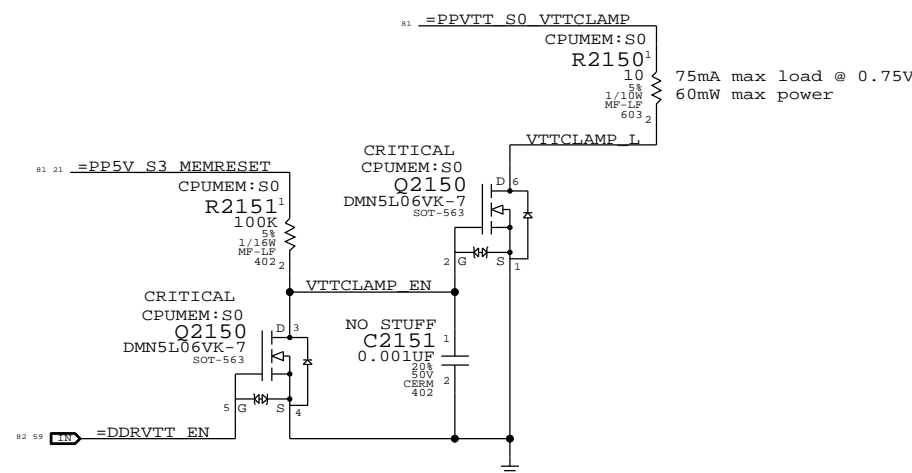 81 =PPVTT_S0_VTTCLAMP
CPUMEM:S0
R2150 1
10
5%
1/10W
MF-LF
603 2
75mA max load @ 0.75V
60mW max power
VTTCLAMP_L
CRITICAL
CPUMEM:S0
Q2150
DMN5L06VK-7
SOT-563
D 6
2 G S 1
81 21 =PP5V_S3_MEMRESET
CPUMEM:S0
R2151 1
100K
5%
1/16W
MF-LF
402 2
VTTCLAMP_EN
CRITICAL
CPUMEM:S0
Q2150
DMN5L06VK-7
SOT-563
D 3
5 G S 4
NO STUFF
C2151 1
0.001UF
20%
50V 2
CERM
402
82 59 IN =DDRVTT_EN